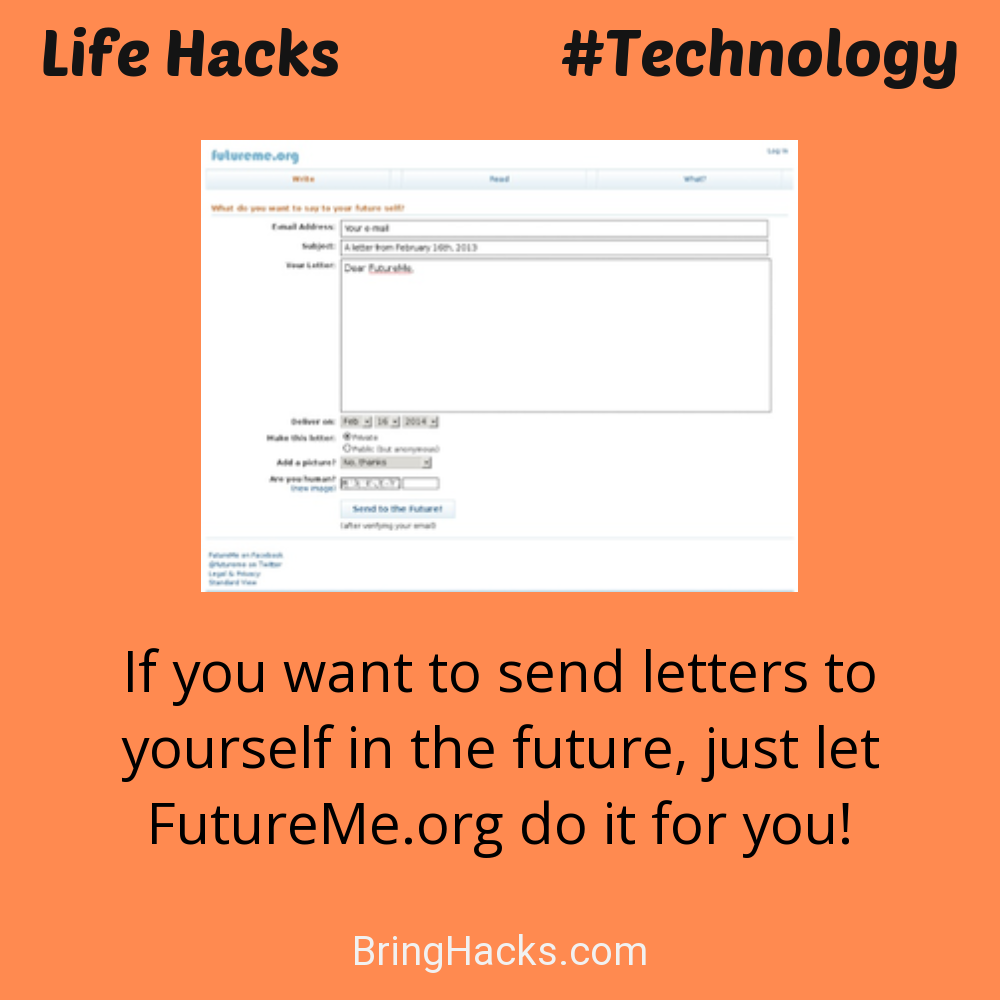 Life Hacks #Technology
futureme.org Log In
Write Read What?
What do you want to say to your future self?
E-mail Address: Your e-mail
Subject: A letter from February 16th, 2013
Your Letter: Dear FutureMe,
Deliver on: Feb 16 2014
Make this letter: Private
Public (but anonymous)
Add a picture? No, thanks
Are you human?
(new image)
Send to the Future!
(after verifying your email)
FutureMe on Facebook
@futureme on Twitter
Legal & Privacy
Standard View
If you want to send letters to
yourself in the future, just let
FutureMe.org do it for you!
BringHacks.com